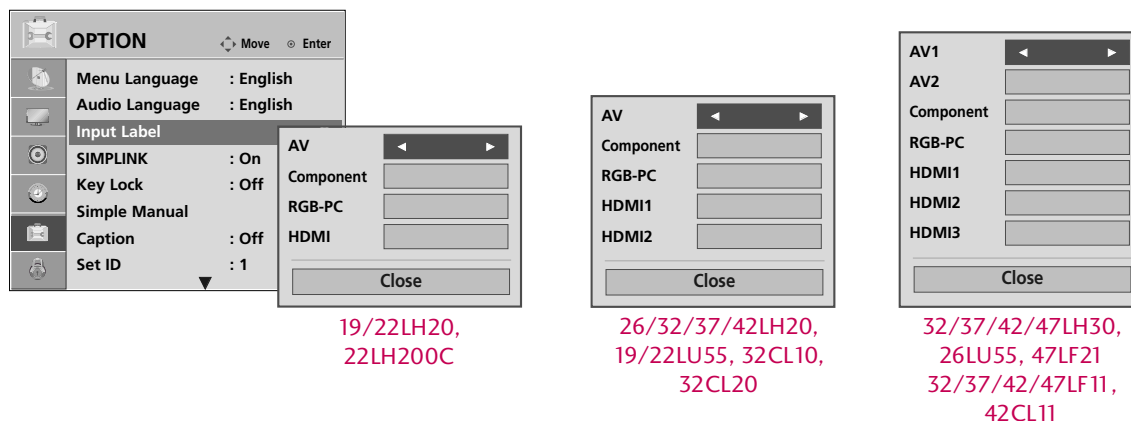 OPTION
Move
Enter
Menu Language : English
Audio Language : English
Input Label
SIMPLINK : On
Key Lock : Off
Simple Manual
Caption : Off
Set ID : 1
AV
Component
RGB-PC
HDMI
Close
19/22LH20,
22LH200C
AV
Component
RGB-PC
HDMI1
HDMI2
Close
26/32/37/42LH20,
19/22LU55, 32CL10,
32CL20
AV1
AV2
Component
RGB-PC
HDMI1
HDMI2
HDMI3
Close
32/37/42/47LH30,
26LU55, 47LF21
32/37/42/47LF11,
42CL11